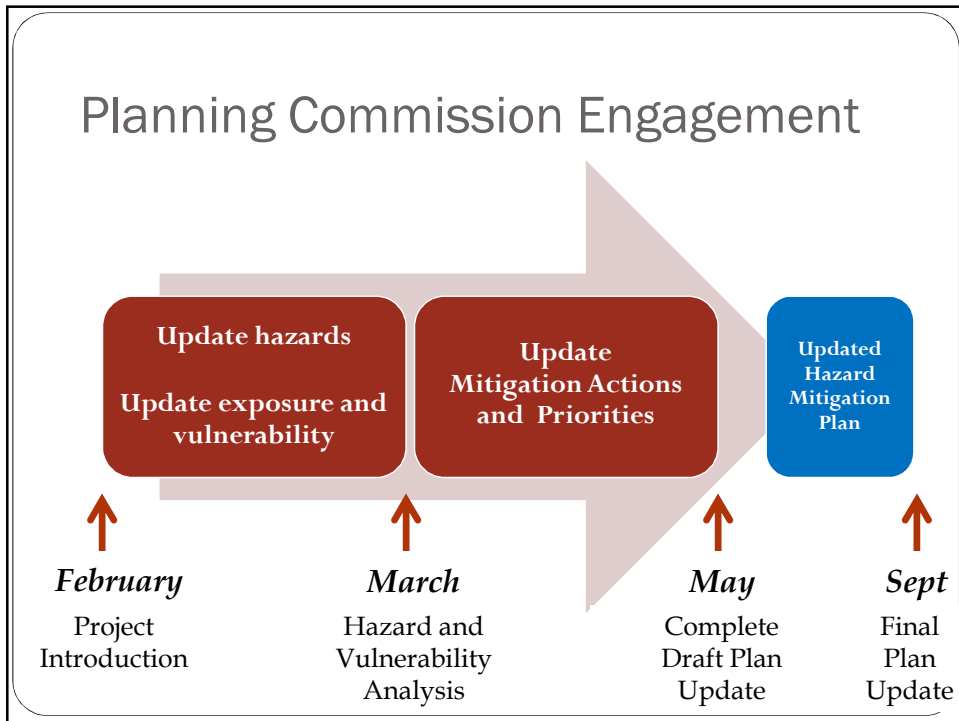 Planning Commission Engagement
Update hazards
Update exposure and
vulnerability
Update
Mitigation Actions
and Priorities
Updated
Hazard
Mitigation
Plan
February
Project
Introduction
March
Hazard and
Vulnerability
Analysis
May
Complete
Draft Plan
Update
Sept
Final
Plan
Update